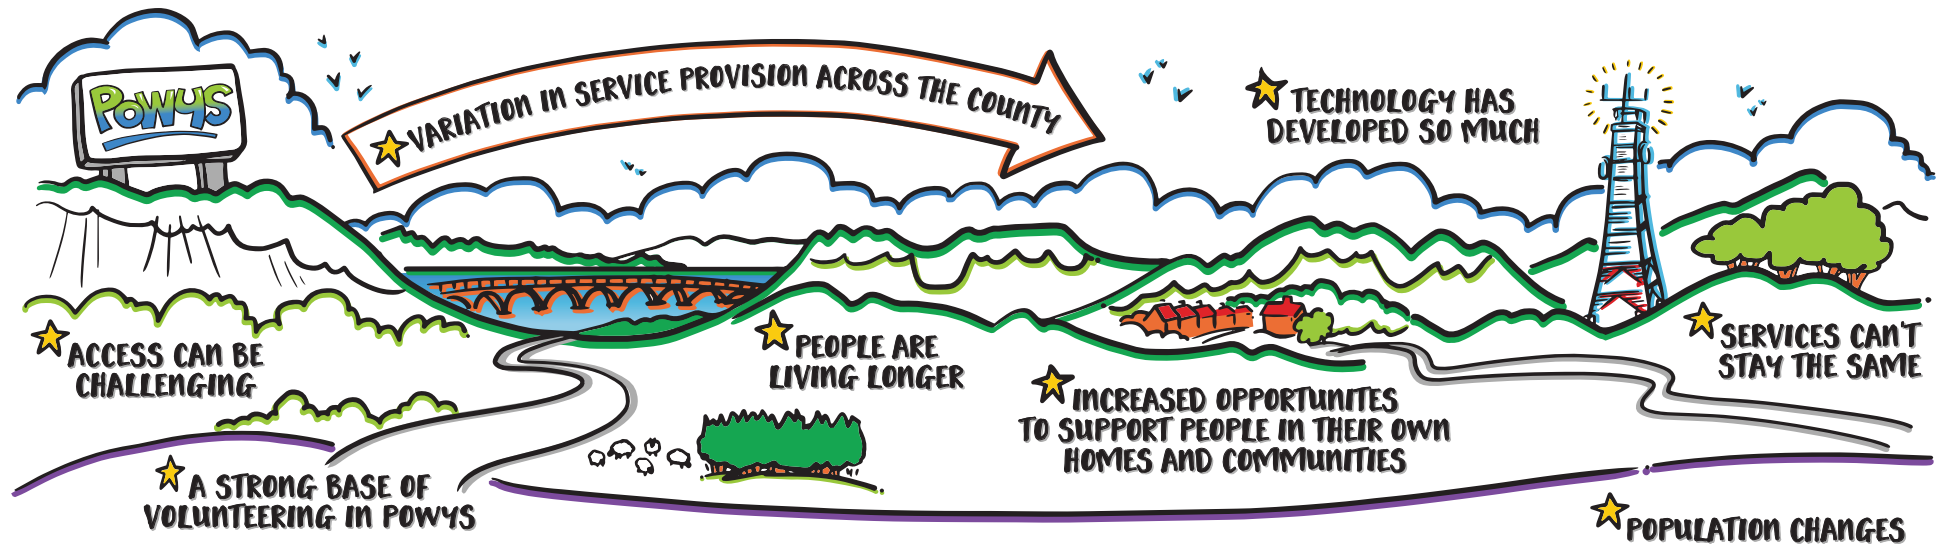 POWYS
VARIATION IN SERVICE PROVISION ACROSS THE COUNTY
TECHNOLOGY HAS
DEVELOPED SO MUCH
ACCESS CAN BE
CHALLENGING
PEOPLE ARE
LIVING LONGER
SERVICES CAN'T
STAY THE SAME
INCREASED OPPORTUNITES
TO SUPPORT PEOPLE IN THEIR OWN
HOMES AND COMMUNITIES
A STRONG BASE OF
VOLUNTEERING IN POWYS
POPULATION CHANGES